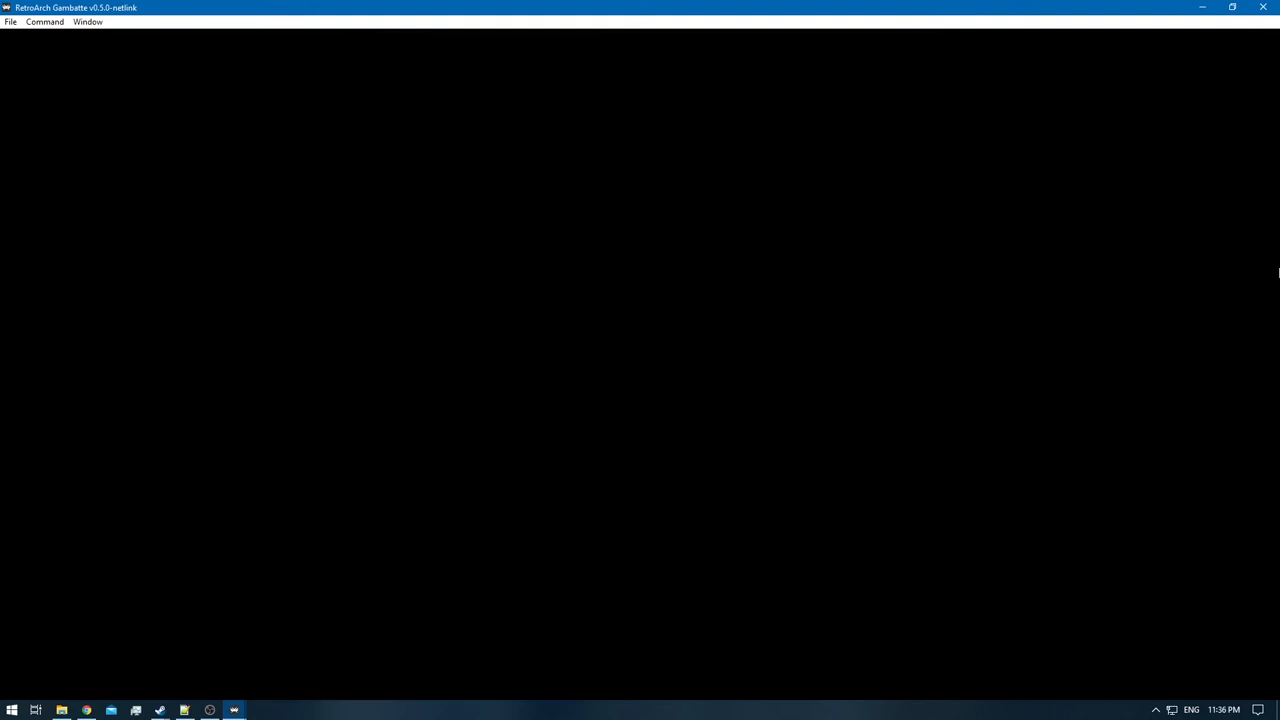 RetroArch Gambatte v0.5.0-netlink
File Command Window
ENG 11:36 PM